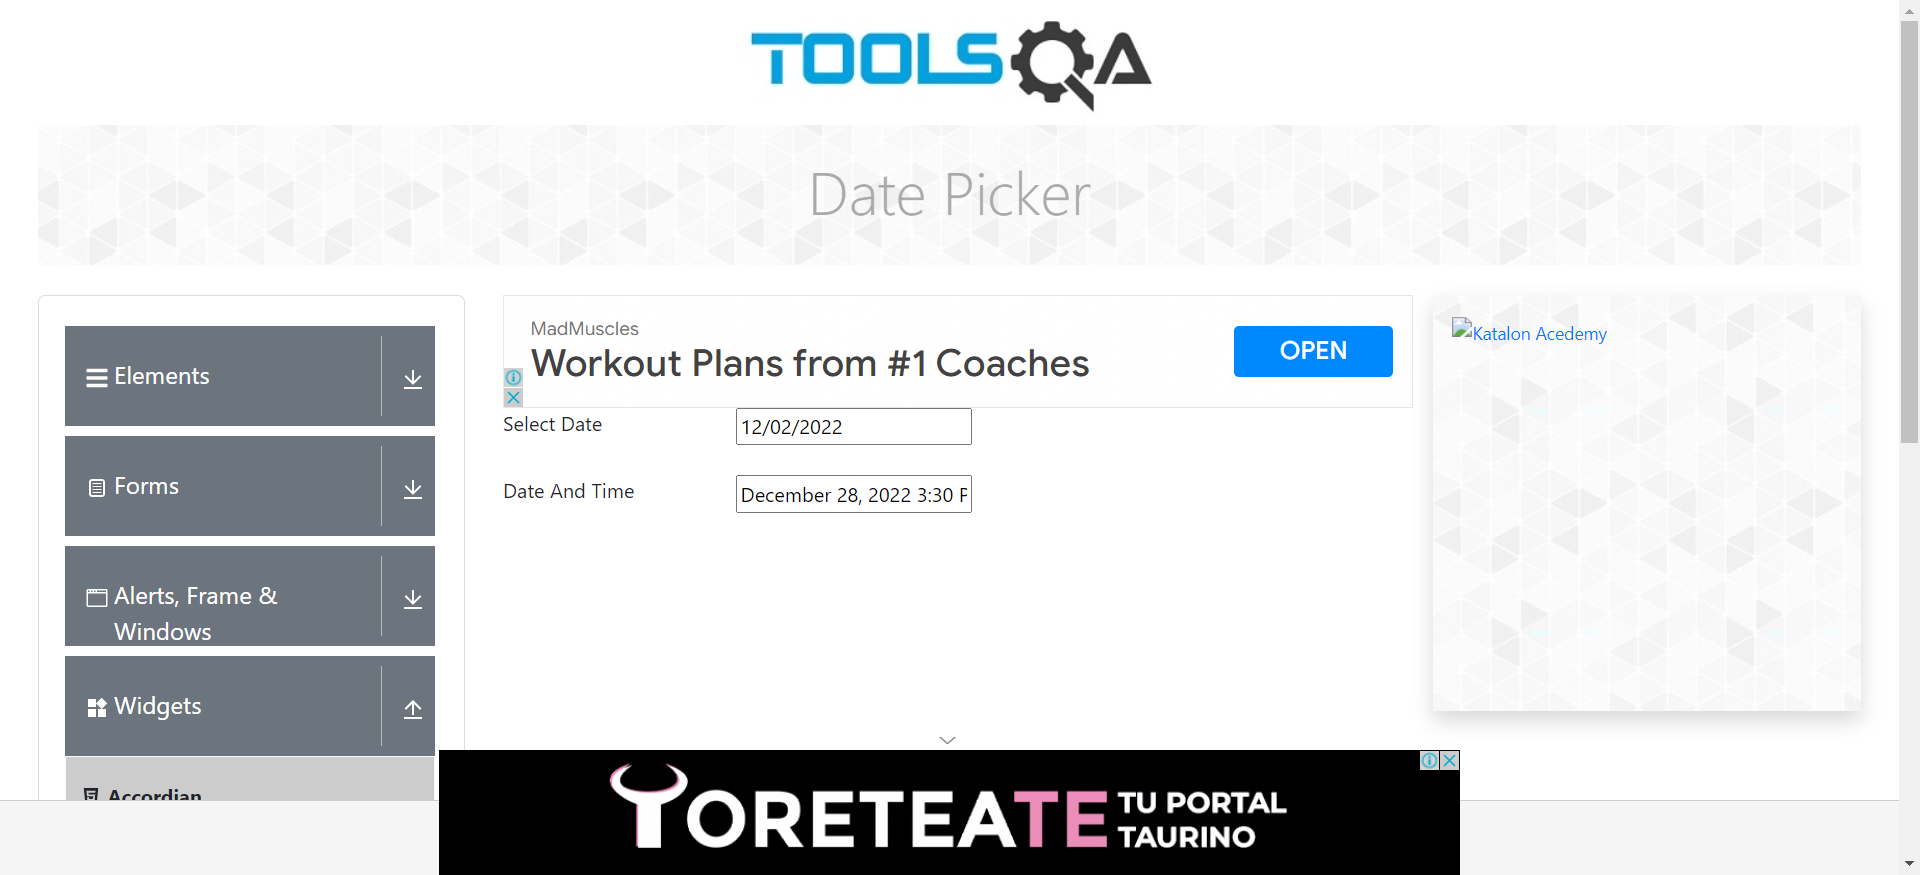 TOOLSQA
Date Picker
Elements
Forms
Alerts, Frame &
Windows
Widgets
Accordian
MadMuscles
Workout Plans from #1 Coaches
OPEN
Select Date
12/02/2022
Date And Time
December 28, 2022 3:30
Katalon Acedemy
TORETEATE
TU PORTAL
TAURINO